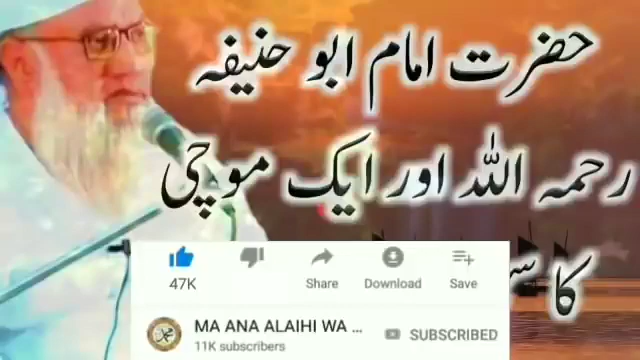 حضرت امام ابو حنیفہ
رحمہ اللہ اور ایک موچی
کا
47K
Share
Download
Save
MA ANA ALAIHI WA ...
11K subscribers
SUBSCRIBED